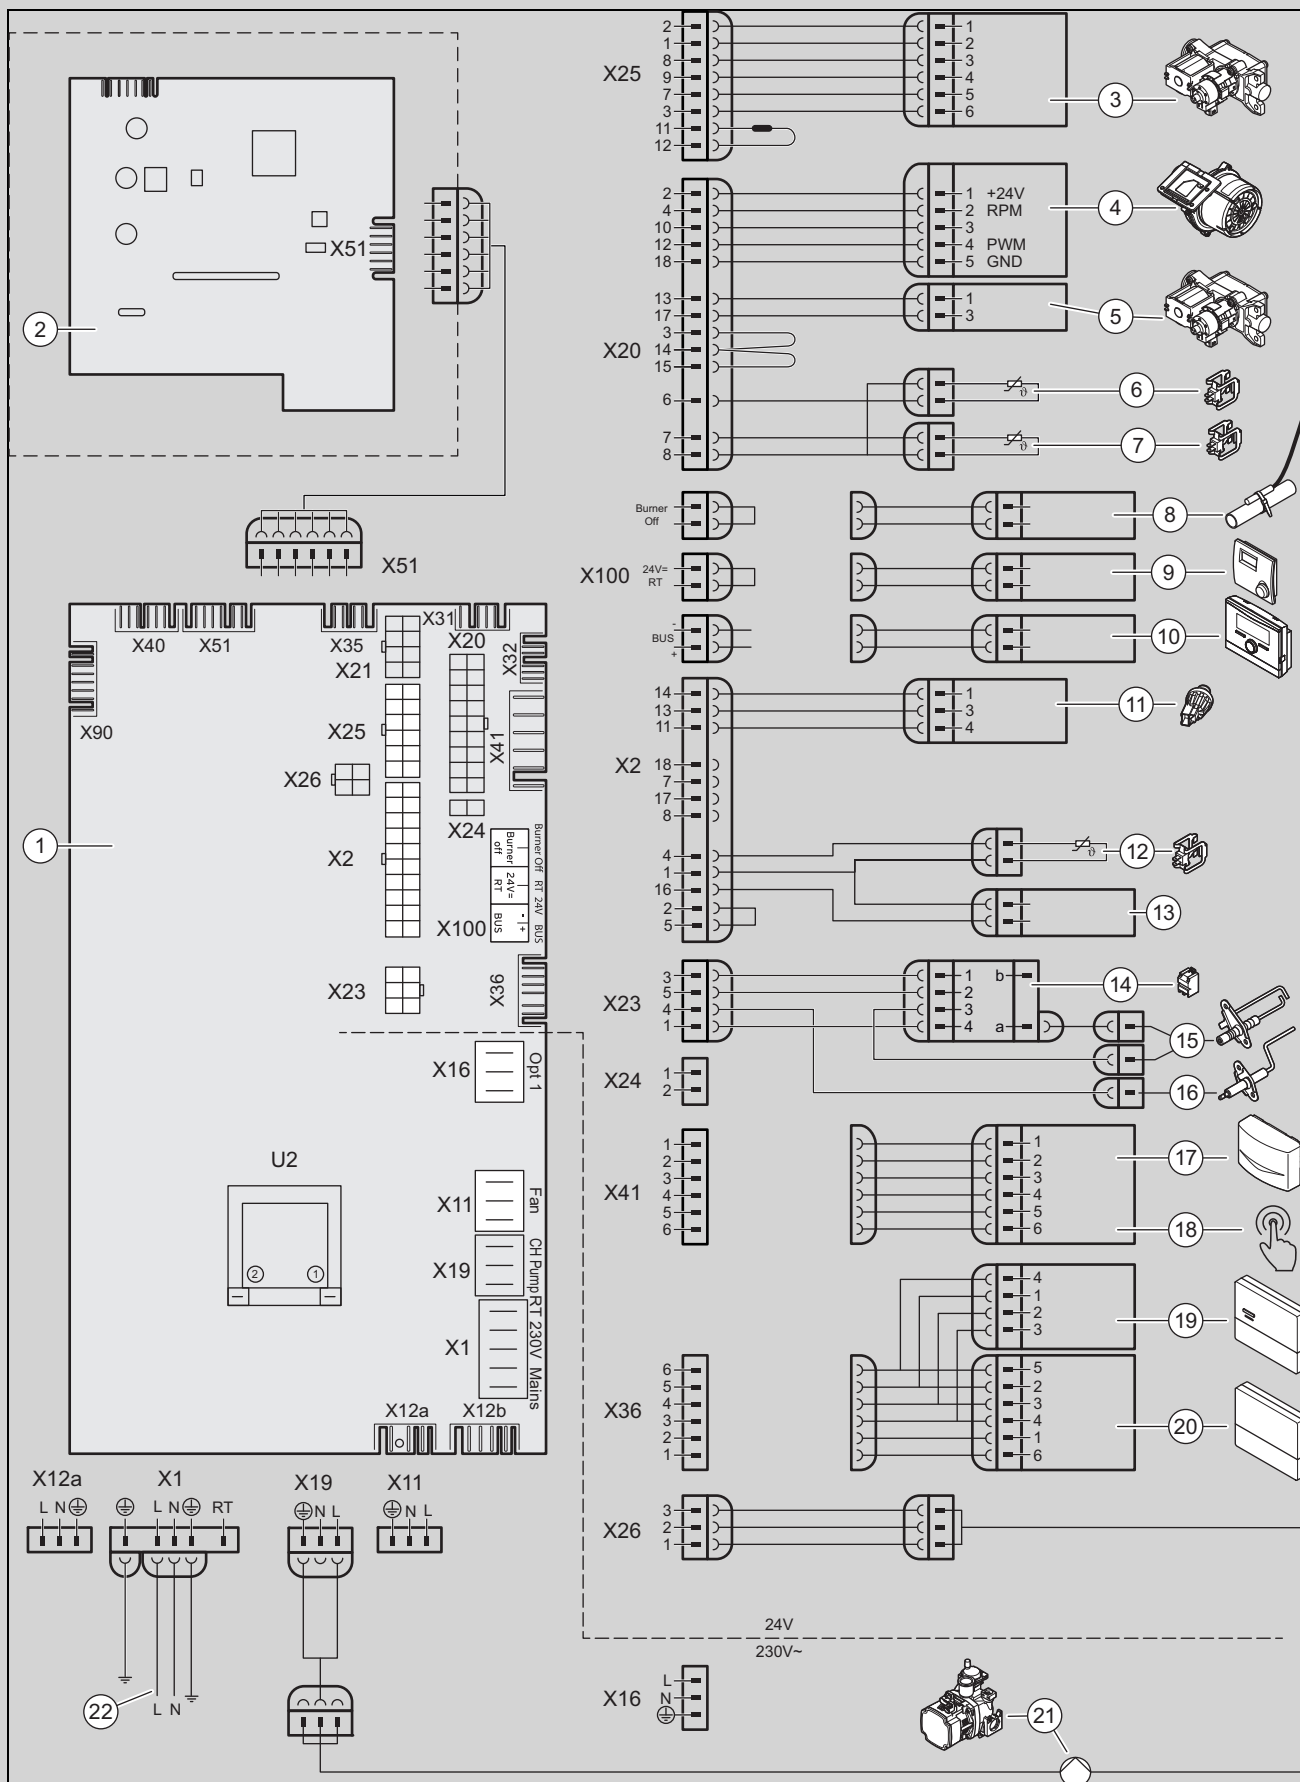 X25
2 1
1 2
8 3
9 4
7 5
3 6
11
12
3
2 1 +24V
4 2 RPM
10 3
12 4 PWM
18 5 GND
4
X20
13 1
17 3
3
14
15
6
7
8
5
6
ϑ
7
ϑ
X51
2
X51
Burner
Off
8
X100
24V=
RT
9
-
BUS
+
10
X2
14 1
13 3
11 4
18
7
17
8
4
1
16
2
5
11
12
ϑ
13
X40
X51
X35
X31
X20
X32
X21
X90
X25
X41
X26
X24
X2
X100
Burner off
24V= RT
BUS - +
Burner Off RT 24V BUS
X23
X36
1
X16
Opt 1
U2
2 1
X11
Fan
X19
CH Pump
X1
RT 230V Mains
X12a
X12b
X23
3 1 b
5 2
4 3
1 4 a
14
15
16
X24
1
2
X41
1 1
2 2
3 3
4 4
5 5
6 6
17
18
4
1
2
3
19
X36
6 5
5 2
4 3
3 4
2 1
1 6
20
X26
3
2
1
24V
230V~
X16
L
N
21
X12a
L N
X1
L N RT
X19
N L
X11
N L
22
L N